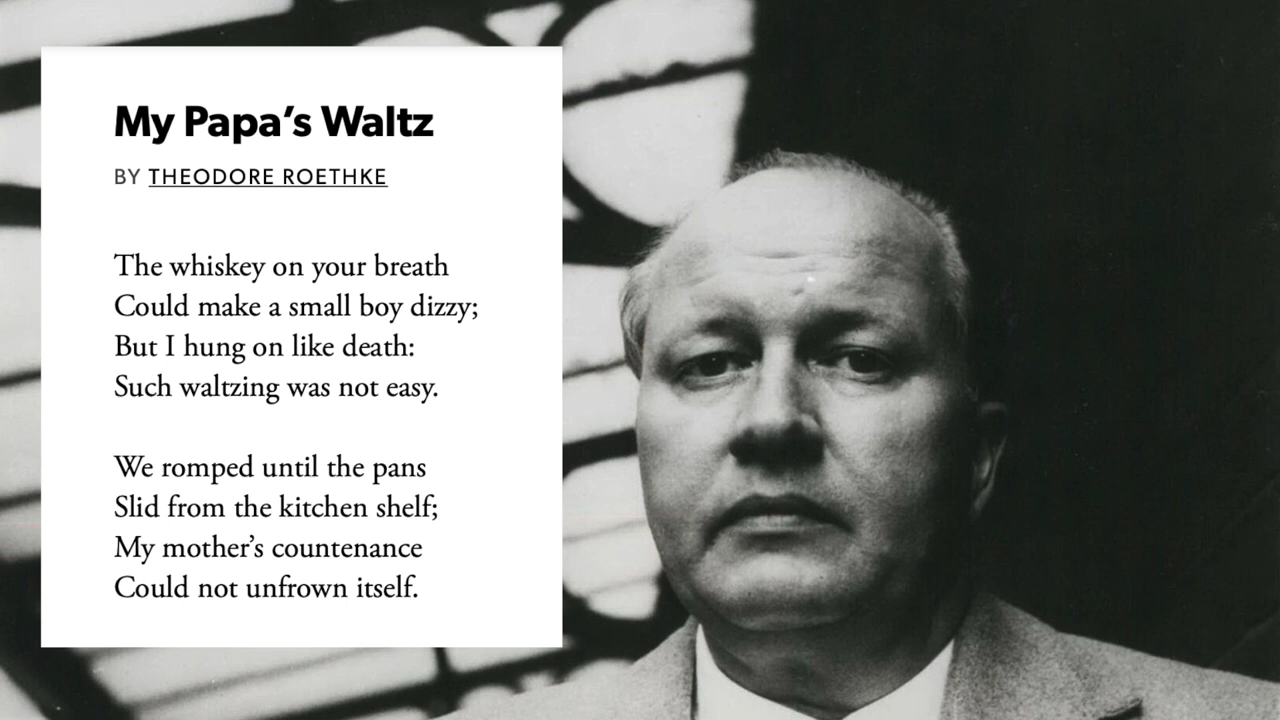 My Papa’s Waltz
BY THEODORE ROETHKE
The whiskey on your breath
Could make a small boy dizzy;
But I hung on like death:
Such waltzing was not easy.
We romped until the pans
Slid from the kitchen shelf;
My mother’s countenance
Could not unfrown itself.